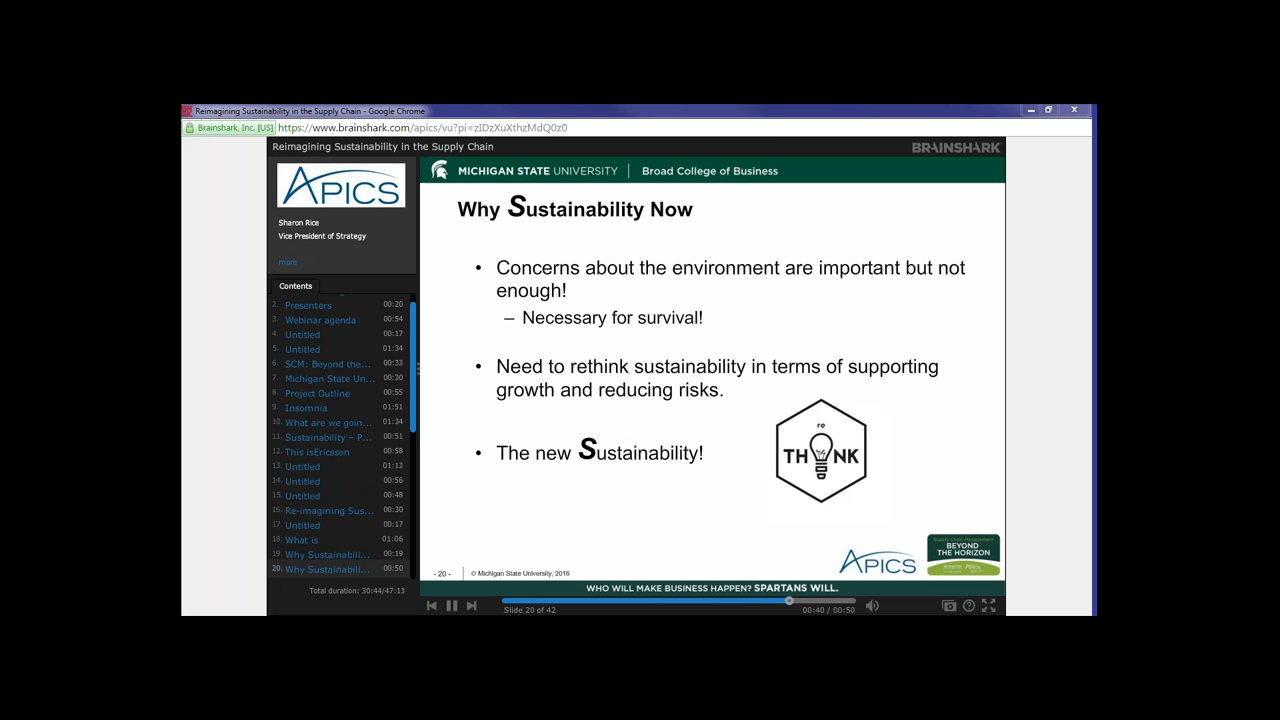 Reimagining Sustainability in the Supply Chain - Google Chrome
Brainshark, Inc. [US] https://www.brainshark.com/apics/vu?pi=zIDzXuXthzMdQ0z0
Reimagining Sustainability in the Supply Chain
BRAINSHARK
APICS
Sharon Rice
Vice President of Strategy
more
Contents
2. Presenters 00:20
3. Webinar agenda 00:54
4. Untitled 00:17
5. Untitled 01:34
6. SCM: Beyond the... 00:33
7. Michigan State Un... 00:30
8. Project Outline 00:55
9. Insomnia 01:51
10. What are we goin... 01:34
11. Sustainability – P... 00:51
12. This isEricsson 00:58
13. Untitled 01:13
14. Untitled 00:56
15. Untitled 00:48
16. Re-imagining Sus... 00:30
17. Untitled 00:17
18. What is 01:06
19. Why Sustainabili... 00:19
20. Why Sustainabili... 00:50
Total duration: 30:44/47:13
MICHIGAN STATE UNIVERSITY | Broad College of Business
Why Sustainability Now
• Concerns about the environment are important but not
enough!
– Necessary for survival!
• Need to rethink sustainability in terms of supporting
growth and reducing risks.
• The new Sustainability!
re
THINK
APICS
Supply Chain Management
BEYOND
THE HORIZON
- 20 - © Michigan State University, 2016
WHO WILL MAKE BUSINESS HAPPEN? SPARTANS WILL.
Slide 20 of 42
00:40 / 00:50